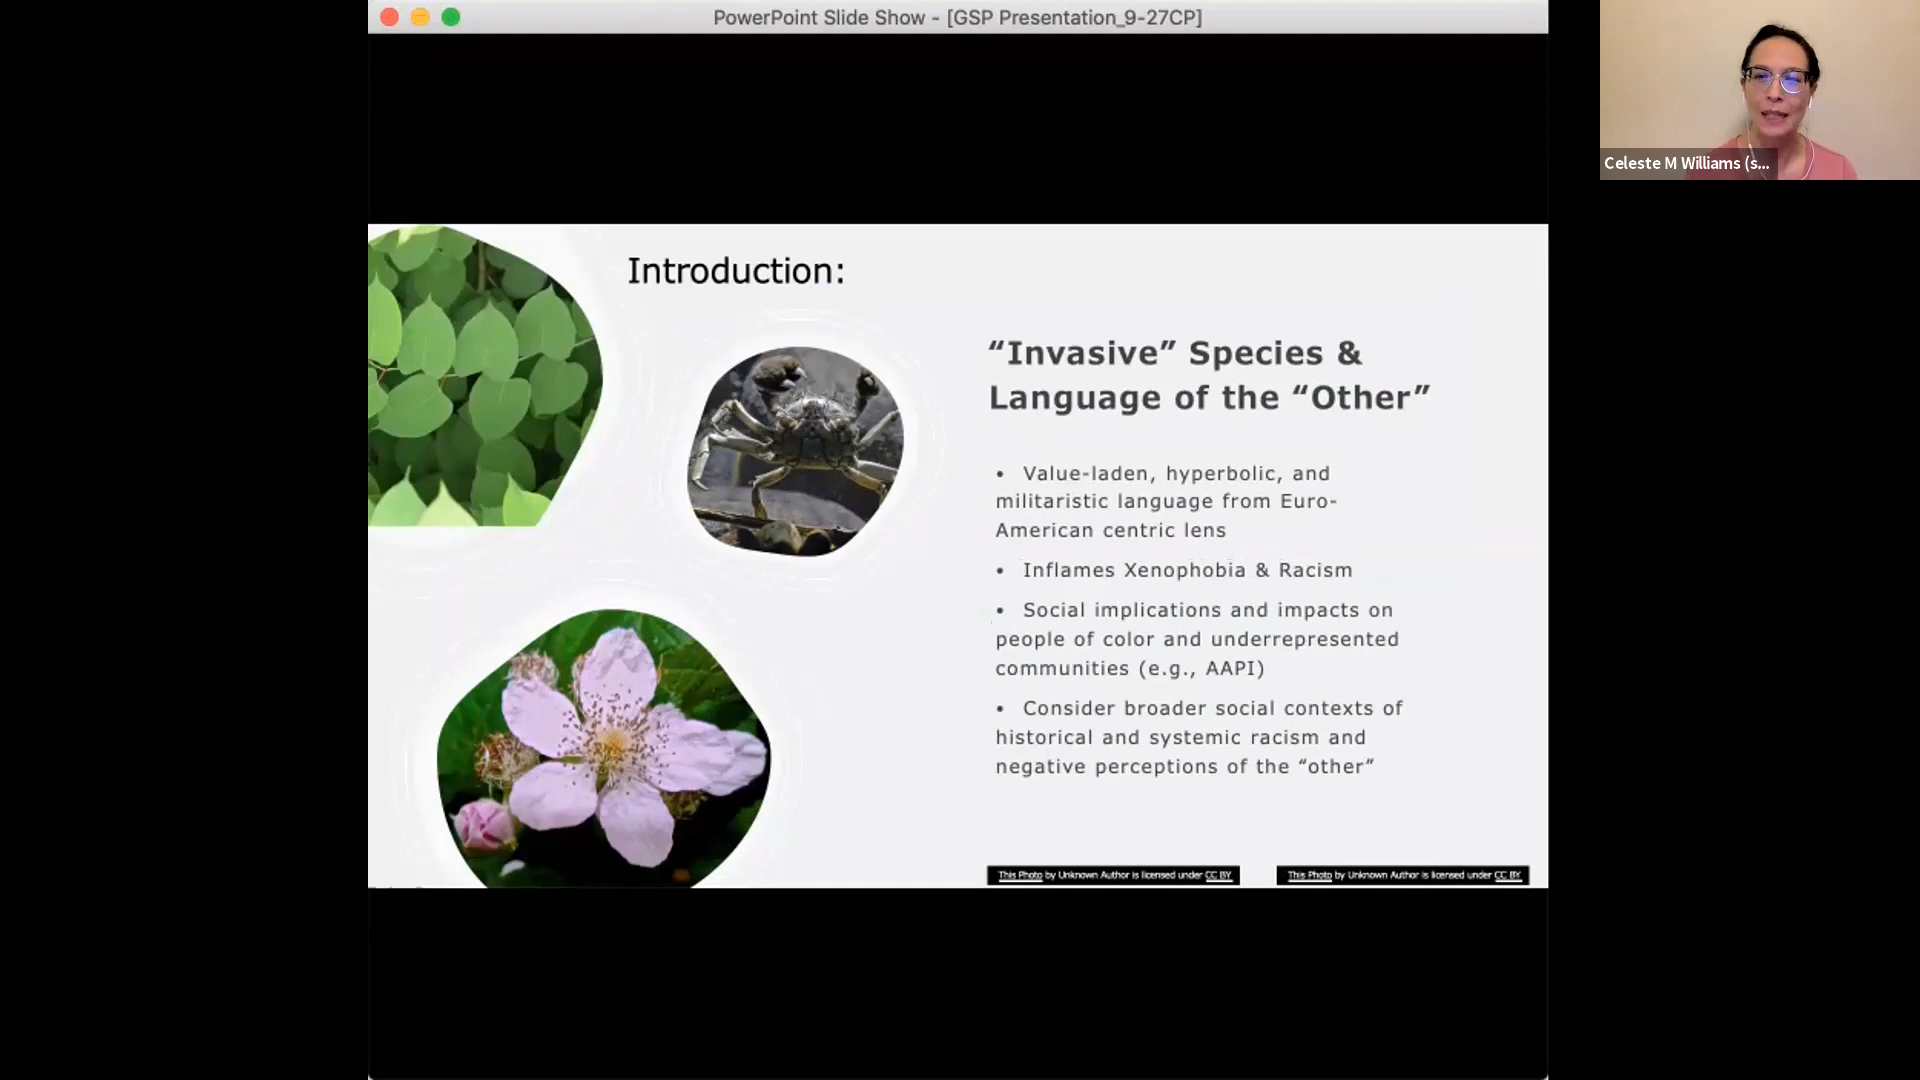 PowerPoint Slide Show - [GSP Presentation_9-27CP]
Celeste M Williams (s...
Introduction:
“Invasive” Species &
Language of the “Other”
• Value-laden, hyperbolic, and
militaristic language from Euro-
American centric lens
• Inflames Xenophobia & Racism
• Social implications and impacts on
people of color and underrepresented
communities (e.g., AAPI)
• Consider broader social contexts of
historical and systemic racism and
negative perceptions of the “other”
This Photo by Unknown Author is licensed under CC BY
This Photo by Unknown Author is licensed under CC BY